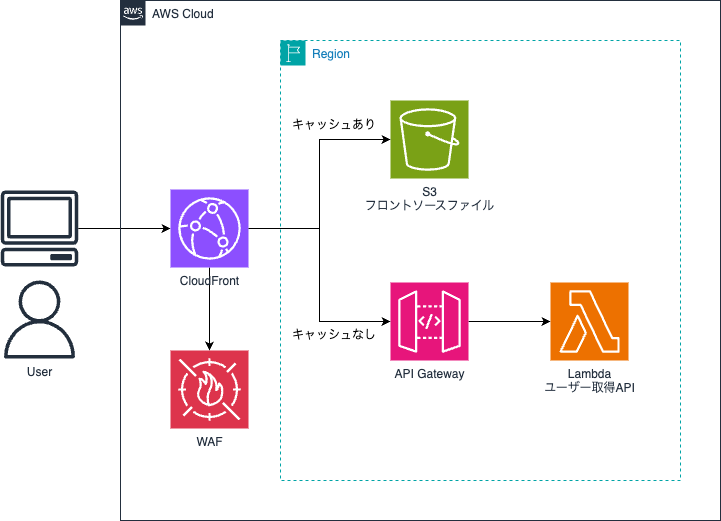 aws
AWS Cloud
Region
キャッシュあり
S3
フロントソースファイル
CloudFront
キャッシュなし
</>
API Gateway
Lambda
ユーザー取得API
User
WAF